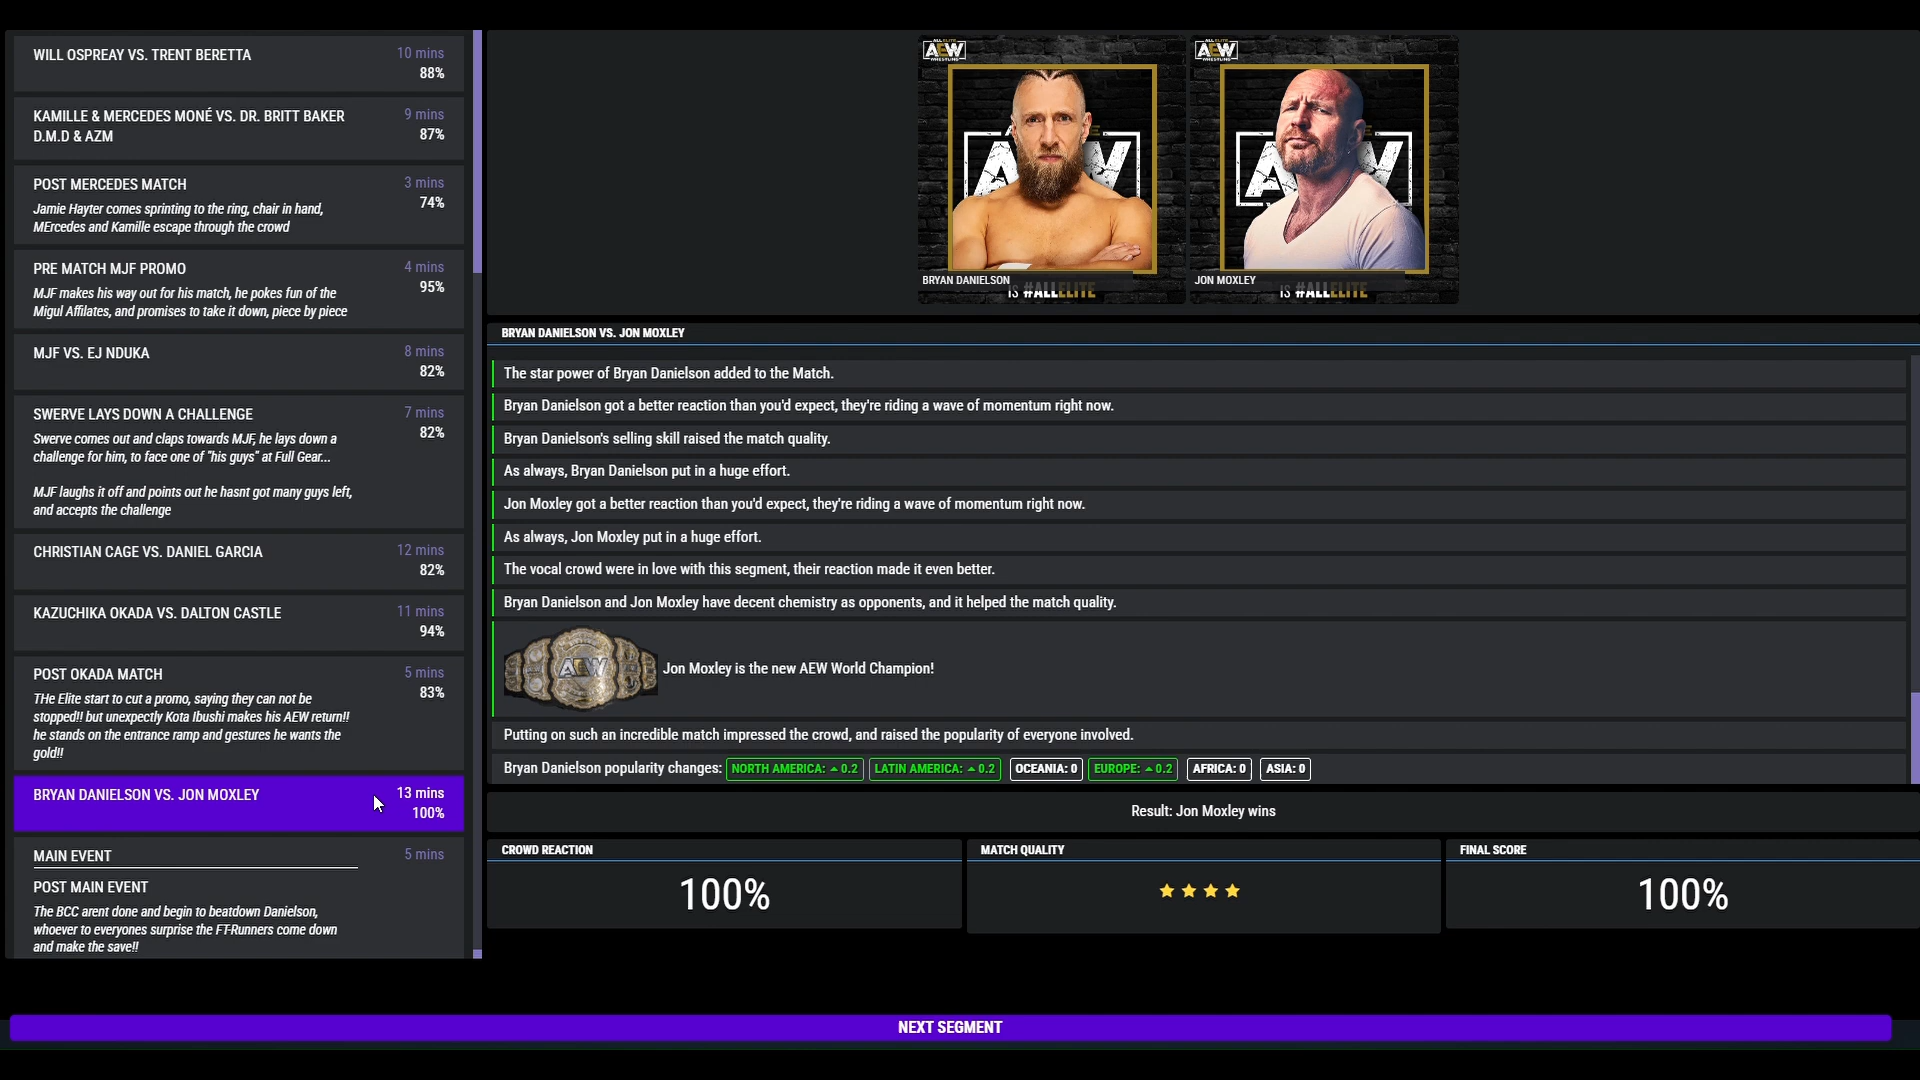 WILL OSPREAY VS. TRENT BERETTA
10 mins
88%
KAMILLE & MERCEDES MONÉ VS. DR. BRITT BAKER
D.M.D & AZM
9 mins
87%
POST MERCEDES MATCH
3 mins
74%
Jamie Hayter comes sprinting to the ring, chair in hand,
MErcedes and Kamille escape through the crowd
PRE MATCH MJF PROMO
4 mins
95%
MJF makes his way out for his match, he pokes fun of the
Migul Affilates, and promises to take it down, piece by piece
MJF VS. EJ NDUKA
8 mins
82%
SWERVE LAYS DOWN A CHALLENGE
7 mins
82%
Swerve comes out and claps towards MJF, he lays down a
challenge for him, to face one of "his guys" at Full Gear...
MJF laughs it off and points out he hasnt got many guys left,
and accepts the challenge
CHRISTIAN CAGE VS. DANIEL GARCIA
12 mins
82%
KAZUCHIKA OKADA VS. DALTON CASTLE
11 mins
94%
POST OKADA MATCH
5 mins
83%
THe Elite start to cut a promo, saying they can not be
stopped!! but unexpectly Kota Ibushi makes his AEW return!!
he stands on the entrance ramp and gestures he wants the
gold!!
BRYAN DANIELSON VS. JON MOXLEY
13 mins
100%
MAIN EVENT
5 mins
POST MAIN EVENT
The BCC arent done and begin to beatdown Danielson,
whoever to everyones surprise the FT-Runners come down
and make the save!!
ALL ELITE
AEW
WRESTLING
BRYAN DANIELSON
IS #ALLELITE
ALL ELITE
AEW
WRESTLING
JON MOXLEY
IS #ALLELITE
BRYAN DANIELSON VS. JON MOXLEY
The star power of Bryan Danielson added to the Match.
Bryan Danielson got a better reaction than you'd expect, they're riding a wave of momentum right now.
Bryan Danielson's selling skill raised the match quality.
As always, Bryan Danielson put in a huge effort.
Jon Moxley got a better reaction than you'd expect, they're riding a wave of momentum right now.
As always, Jon Moxley put in a huge effort.
The vocal crowd were in love with this segment, their reaction made it even better.
Bryan Danielson and Jon Moxley have decent chemistry as opponents, and it helped the match quality.
AEW
Jon Moxley is the new AEW World Champion!
Putting on such an incredible match impressed the crowd, and raised the popularity of everyone involved.
Bryan Danielson popularity changes: NORTH AMERICA: 0.2 LATIN AMERICA: 0.2 OCEANIA: 0 EUROPE: 0.2 AFRICA: 0 ASIA: 0
Result: Jon Moxley wins
CROWD REACTION
100%
MATCH QUALITY
FINAL SCORE
100%
NEXT SEGMENT